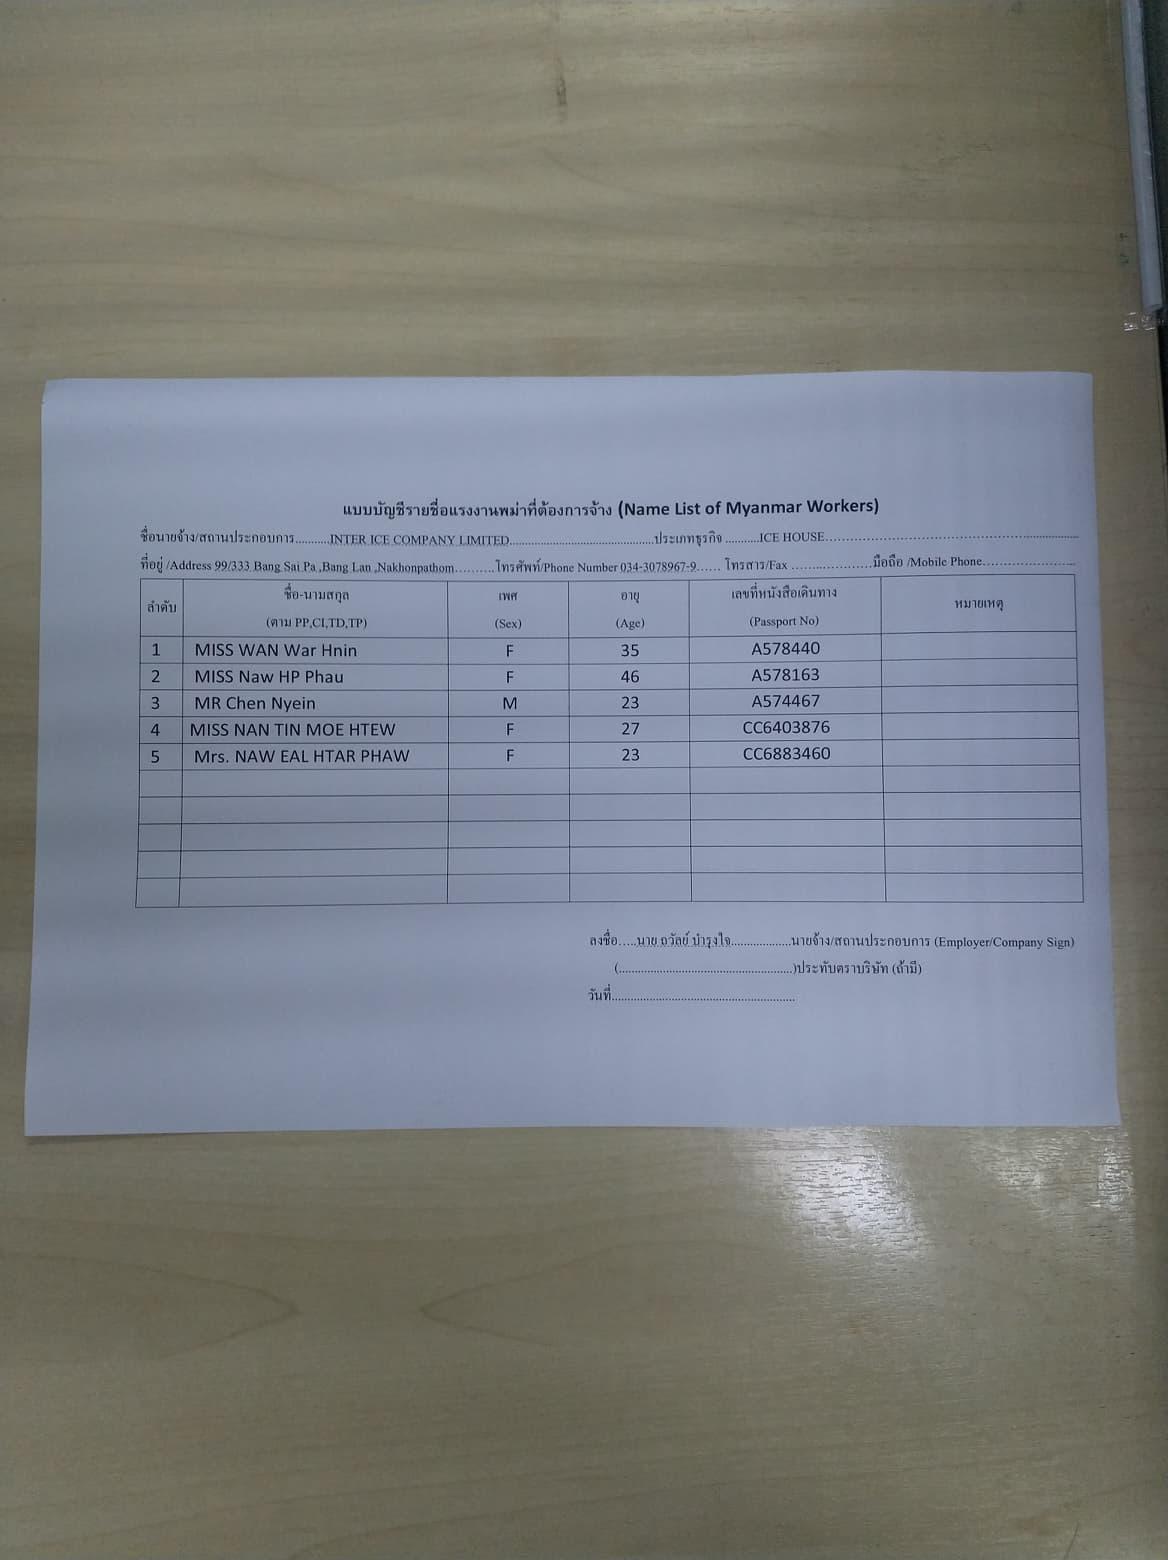 แบบบัญชีรายชื่อแรงงานพม่าที่ต้องการจ้าง (Name List of Myanmar Workers)
ชื่อนายจ้าง/สถานประกอบการ..........INTER ICE COMPANY LIMITED..............................................ประเภทธุรกิจ ...........ICE HOUSE...............................................................
ที่อยู่ /Address 99/333 Bang Sai Pa ,Bang Lan ,Nakhonpathom..........โทรศัพท์/Phone Number 034-3078967-9...... โทรสาร/Fax .......................มือถือ /Mobile Phone.........................
ลำดับ ชื่อ-นามสกุล (ตาม PP,CI,TD,TP) เพศ (Sex) อายุ (Age) เลขที่หนังสือเดินทาง (Passport No) หมายเหตุ
1 MISS WAN War Hnin F 35 A578440
2 MISS Naw HP Phau F 46 A578163
3 MR Chen Nyein M 23 A574467
4 MISS NAN TIN MOE HTEW F 27 CC6403876
5 Mrs. NAW EAL HTAR PHAW F 23 CC6883460
ลงชื่อ.....นาย ถวัลย์ บำรุงใจ...................นายจ้าง/สถานประกอบการ (Employer/Company Sign)
(.......................................................)ประทับตราบริษัท (ถ้ามี)
วันที่..........................................................